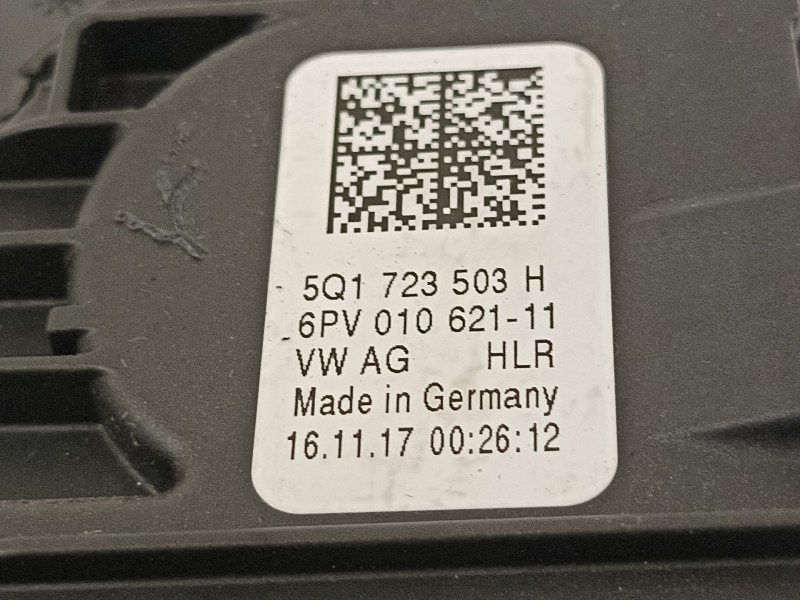 5Q1 723 503 H
6PV 010 621-11
VW AG HLR
Made in Germany
16.11.17 00:26:12